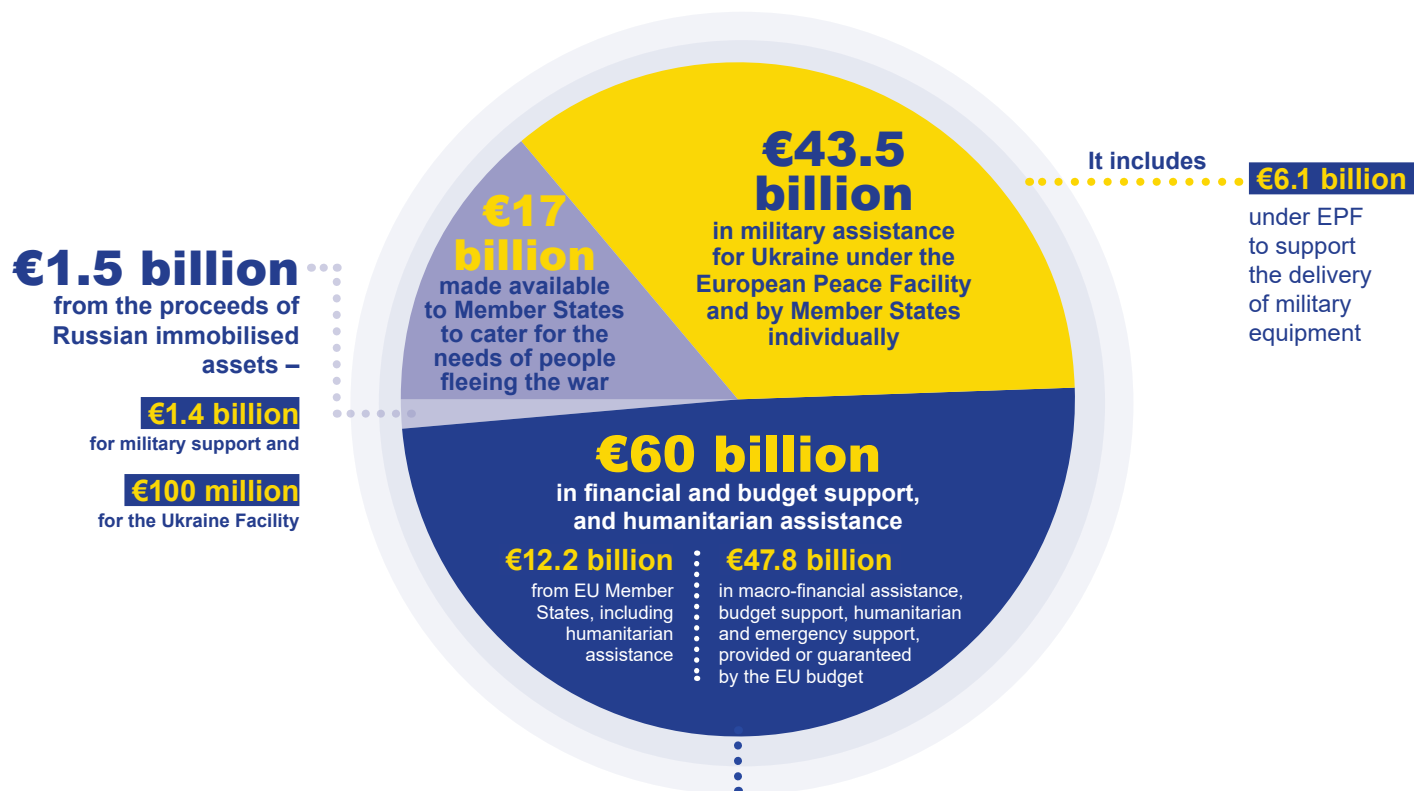 €43.5
billion
in military assistance
for Ukraine under the
European Peace Facility
and by Member States
individually
It includes
€6.1 billion
under EPF
to support
the delivery
of military
equipment
€17
billion
made available
to Member States
to cater for the
needs of people
fleeing the war
€1.5 billion
from the proceeds of
Russian immobilised
assets –
€1.4 billion
for military support and
€100 million
for the Ukraine Facility
€60 billion
in financial and budget support,
and humanitarian assistance
€12.2 billion
from EU Member
States, including
humanitarian
assistance
€47.8 billion
in macro-financial assistance,
budget support, humanitarian
and emergency support,
provided or guaranteed
by the EU budget